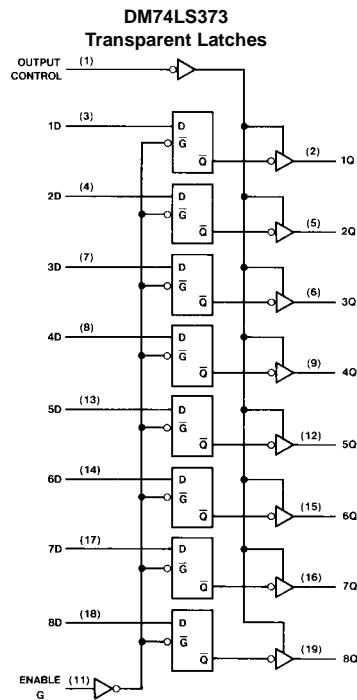 DM74LS373
Transparent Latches
OUTPUT CONTROL (1)
1D (3) D G̅ Q̅ (2) 1Q
2D (4) D G̅ Q̅ (5) 2Q
3D (7) D G̅ Q̅ (6) 3Q
4D (8) D G̅ Q̅ (9) 4Q
5D (13) D G̅ Q̅ (12) 5Q
6D (14) D G̅ Q̅ (15) 6Q
7D (17) D G̅ Q̅ (16) 7Q
8D (18) D G̅ Q̅ (19) 8Q
ENABLE G (11)